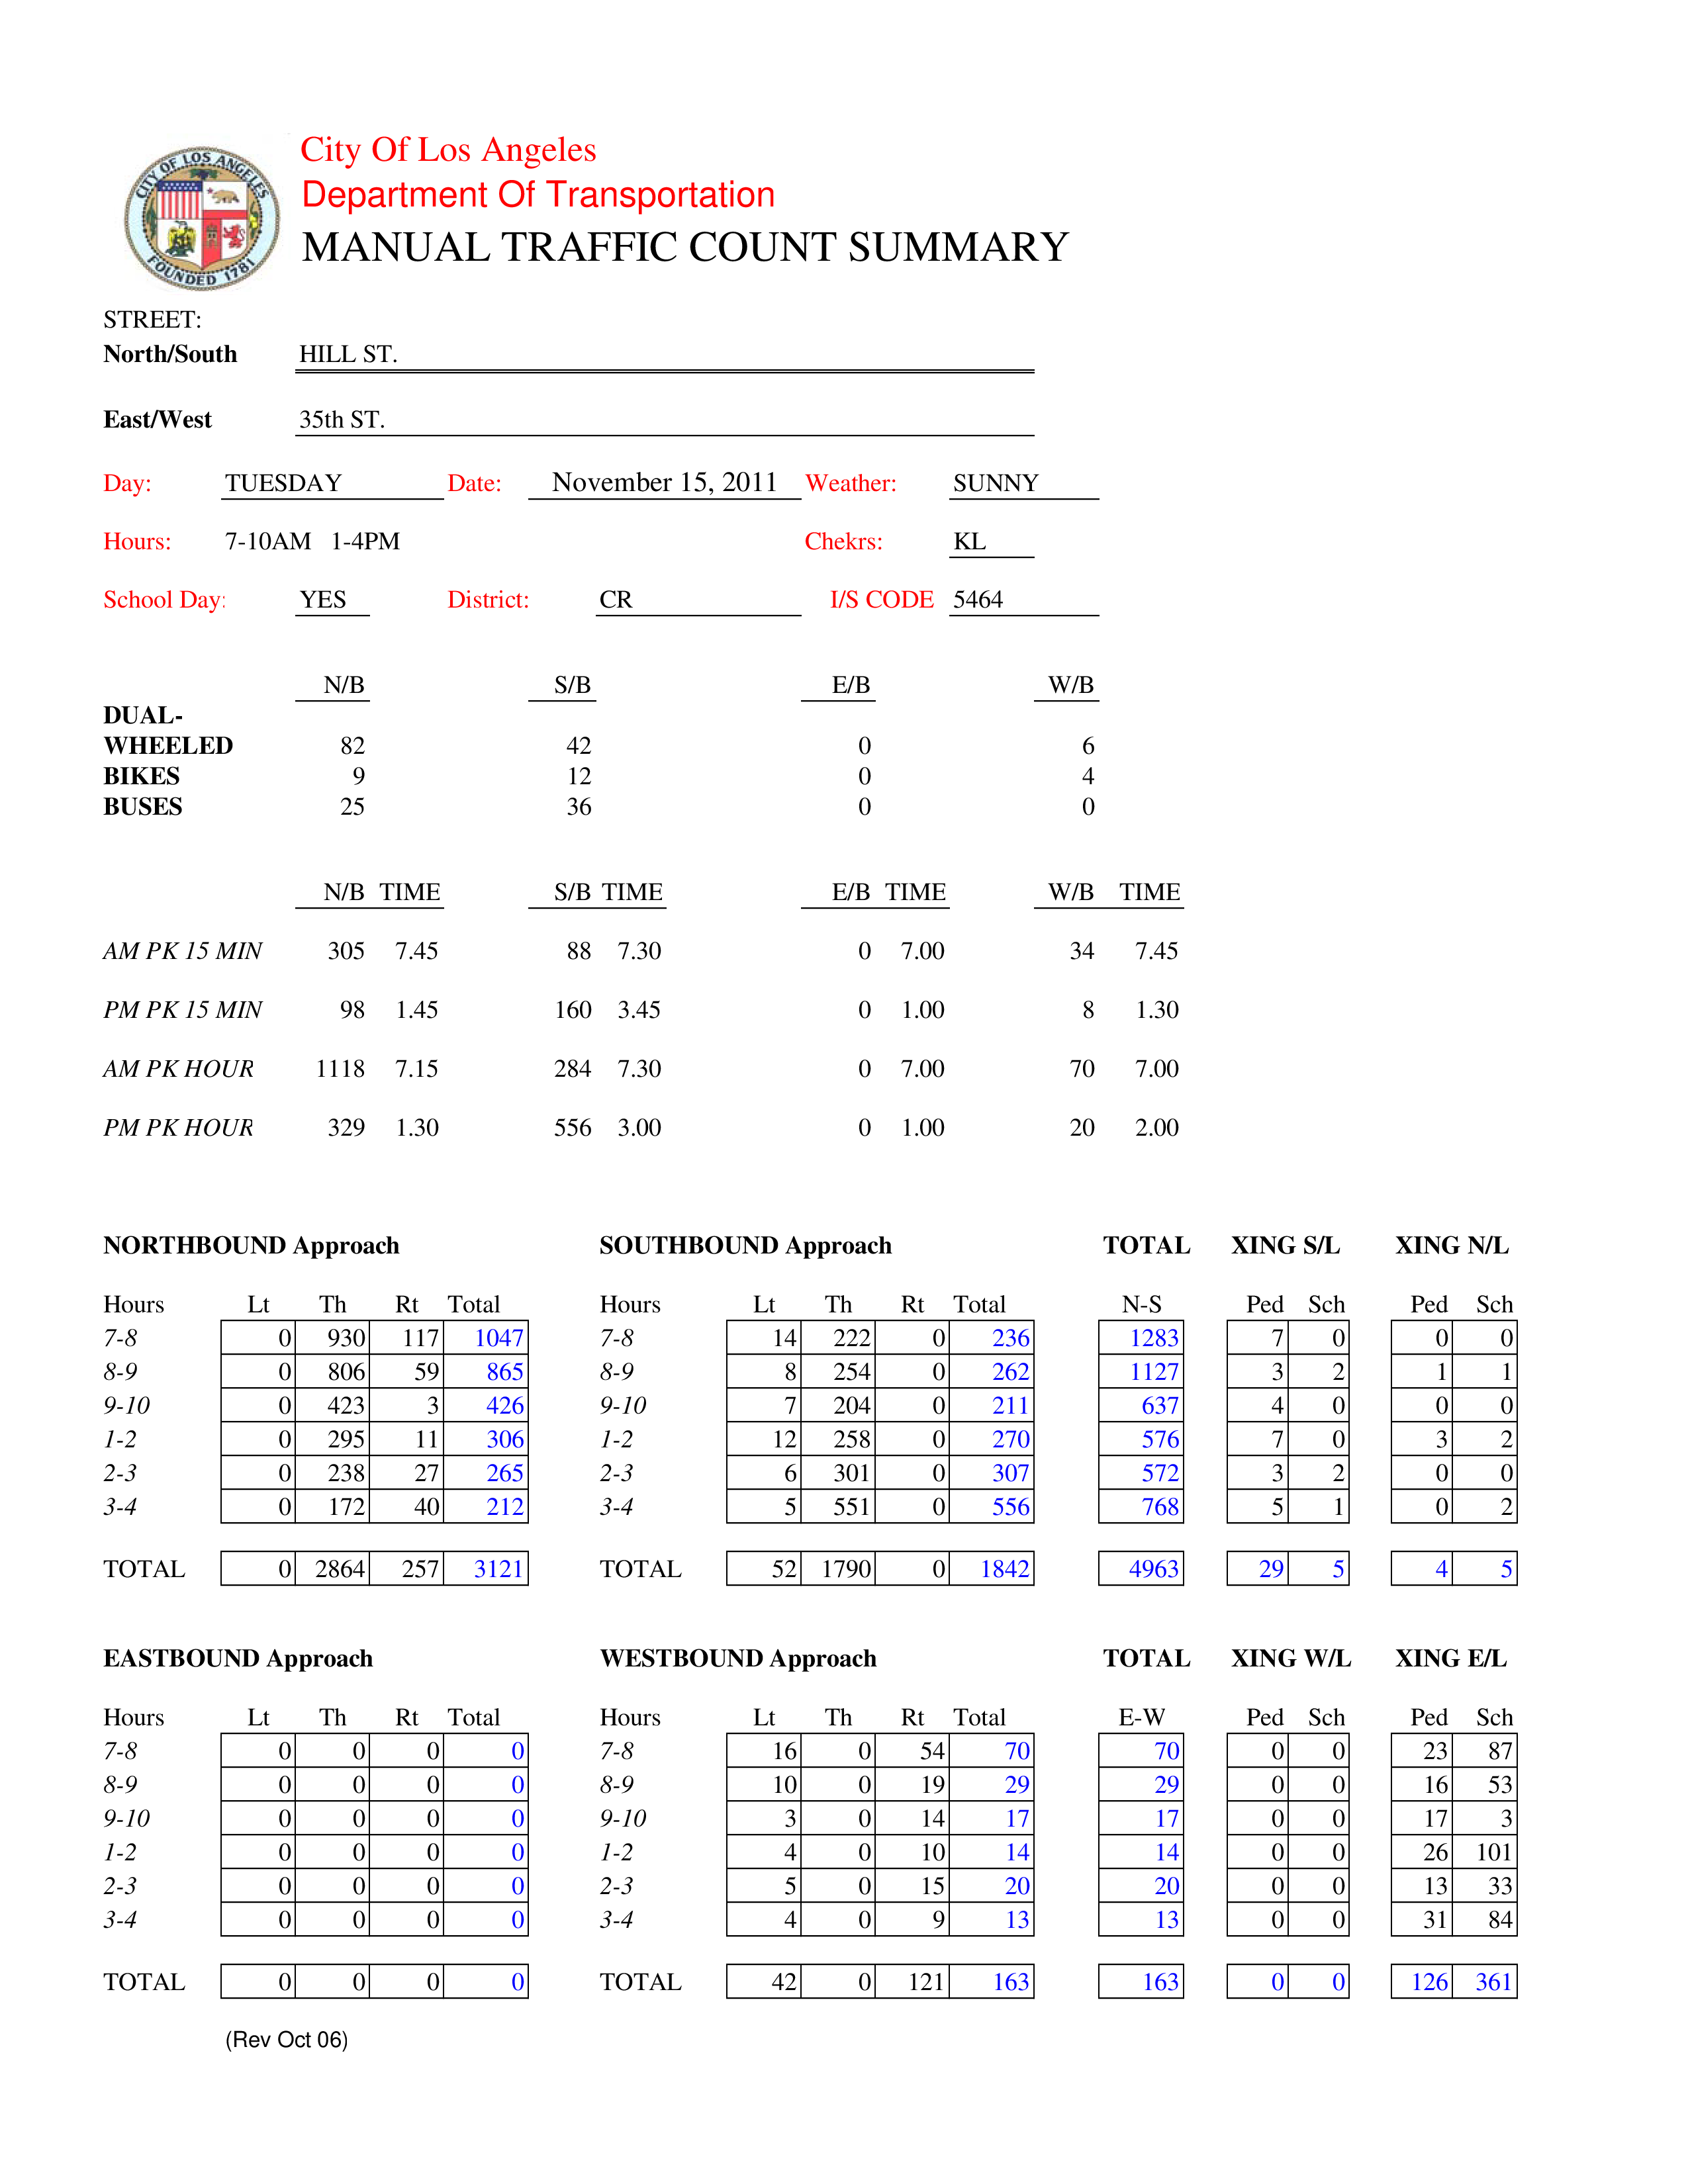 CITY OF LOS ANGELES
FOUNDED 1781
City Of Los Angeles
Department Of Transportation
MANUAL TRAFFIC COUNT SUMMARY
STREET:
North/South HILL ST.
East/West 35th ST.
Day: TUESDAY Date: November 15, 2011 Weather: SUNNY
Hours: 7-10AM 1-4PM Chekrs: KL
School Day: YES District: CR I/S CODE 5464
N/B S/B E/B W/B
DUAL-
WHEELED 82 42 0 6
BIKES 9 12 0 4
BUSES 25 36 0 0
N/B TIME S/B TIME E/B TIME W/B TIME
AM PK 15 MIN 305 7.45 88 7.30 0 7.00 34 7.45
PM PK 15 MIN 98 1.45 160 3.45 0 1.00 8 1.30
AM PK HOUR 1118 7.15 284 7.30 0 7.00 70 7.00
PM PK HOUR 329 1.30 556 3.00 0 1.00 20 2.00
NORTHBOUND Approach SOUTHBOUND Approach TOTAL XING S/L XING N/L
Hours Lt Th Rt Total Hours Lt Th Rt Total N-S Ped Sch Ped Sch
7-8 0 930 117 1047 7-8 14 222 0 236 1283 7 0 0 0
8-9 0 806 59 865 8-9 8 254 0 262 1127 3 2 1 1
9-10 0 423 3 426 9-10 7 204 0 211 637 4 0 0 0
1-2 0 295 11 306 1-2 12 258 0 270 576 7 0 3 2
2-3 0 238 27 265 2-3 6 301 0 307 572 3 2 0 0
3-4 0 172 40 212 3-4 5 551 0 556 768 5 1 0 2
TOTAL 0 2864 257 3121 TOTAL 52 1790 0 1842 4963 29 5 4 5
EASTBOUND Approach WESTBOUND Approach TOTAL XING W/L XING E/L
Hours Lt Th Rt Total Hours Lt Th Rt Total E-W Ped Sch Ped Sch
7-8 0 0 0 0 7-8 16 0 54 70 70 0 0 23 87
8-9 0 0 0 0 8-9 10 0 19 29 29 0 0 16 53
9-10 0 0 0 0 9-10 3 0 14 17 17 0 0 17 3
1-2 0 0 0 0 1-2 4 0 10 14 14 0 0 26 101
2-3 0 0 0 0 2-3 5 0 15 20 20 0 0 13 33
3-4 0 0 0 0 3-4 4 0 9 13 13 0 0 31 84
TOTAL 0 0 0 0 TOTAL 42 0 121 163 163 0 0 126 361
(Rev Oct 06)